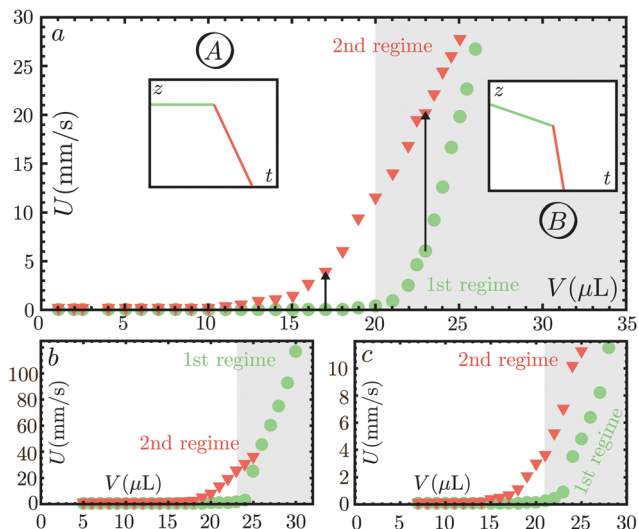 30
25
20
15
10
5
0
U(mm/s)
a
A
z
t
2nd regime
z
t
B
1st regime
V(μL)
0 5 10 15 20 25 30 35
b
100
80
60
40
20
0
U(mm/s)
1st regime
2nd regime
V(μL)
0 5 10 15 20 25 30
c
10
8
6
4
2
0
U(mm/s)
2nd regime
1st regime
V(μL)
0 5 10 15 20 25 30